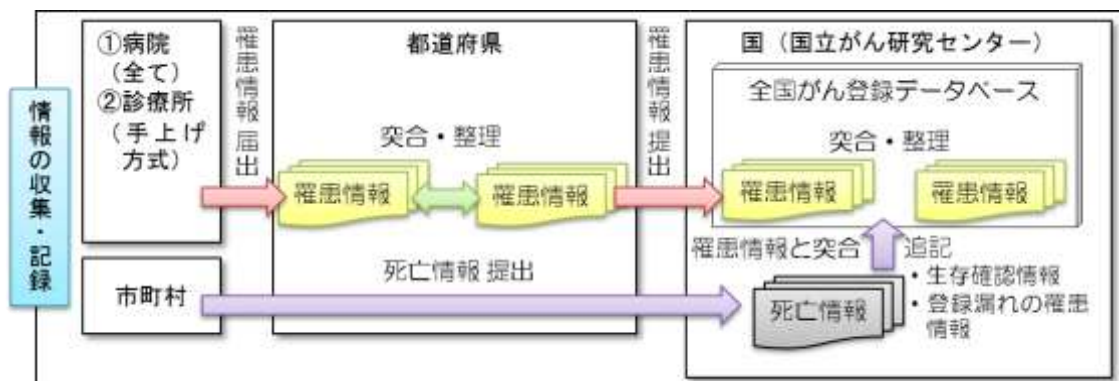 情報の収集・記録
①病院
(全て)
②診療所
(手上げ
方式)
市町村
罹患情報 届出
都道府県
突合・整理
罹患情報
罹患情報
死亡情報 提出
罹患情報 提出
国(国立がん研究センター)
全国がん登録データベース
突合・整理
罹患情報
罹患情報
罹患情報と突合
追記
・生存確認情報
・登録漏れの罹患
情報
死亡情報